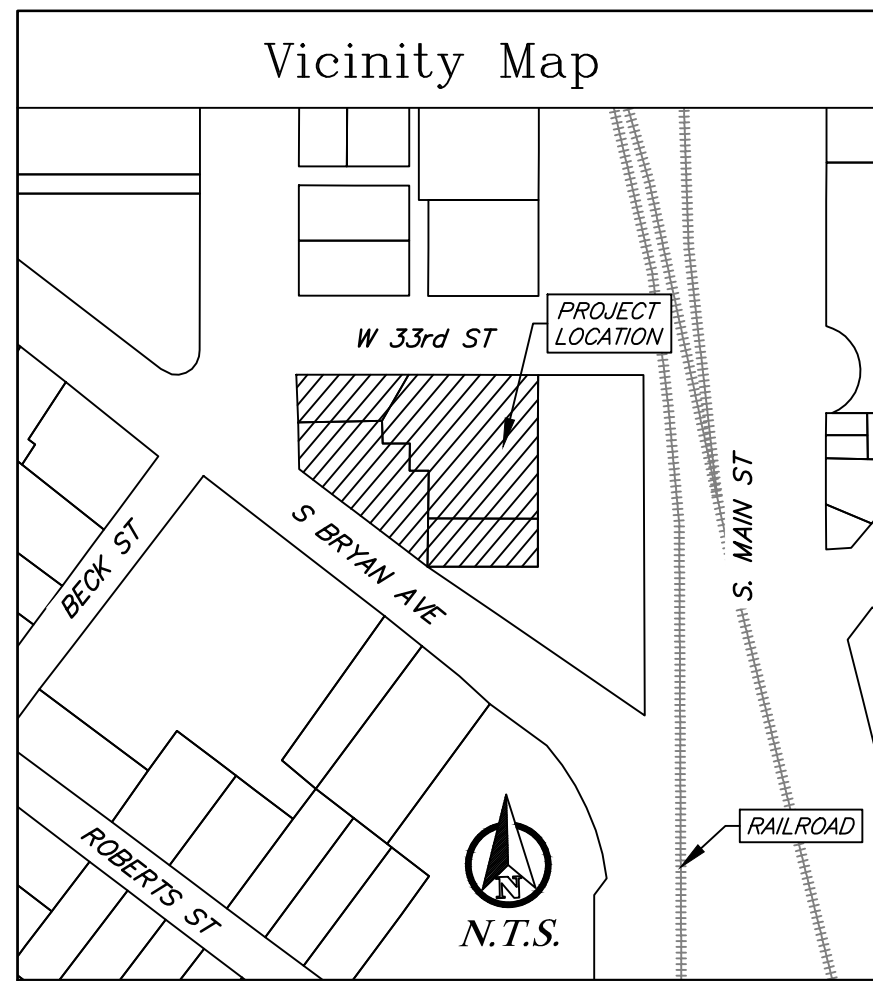 Vicinity Map
PROJECT
LOCATION
W 33rd ST
S. MAIN ST
S BRYAN AVE
BECK ST
RAILROAD
ROBERTS ST
N
N.T.S.